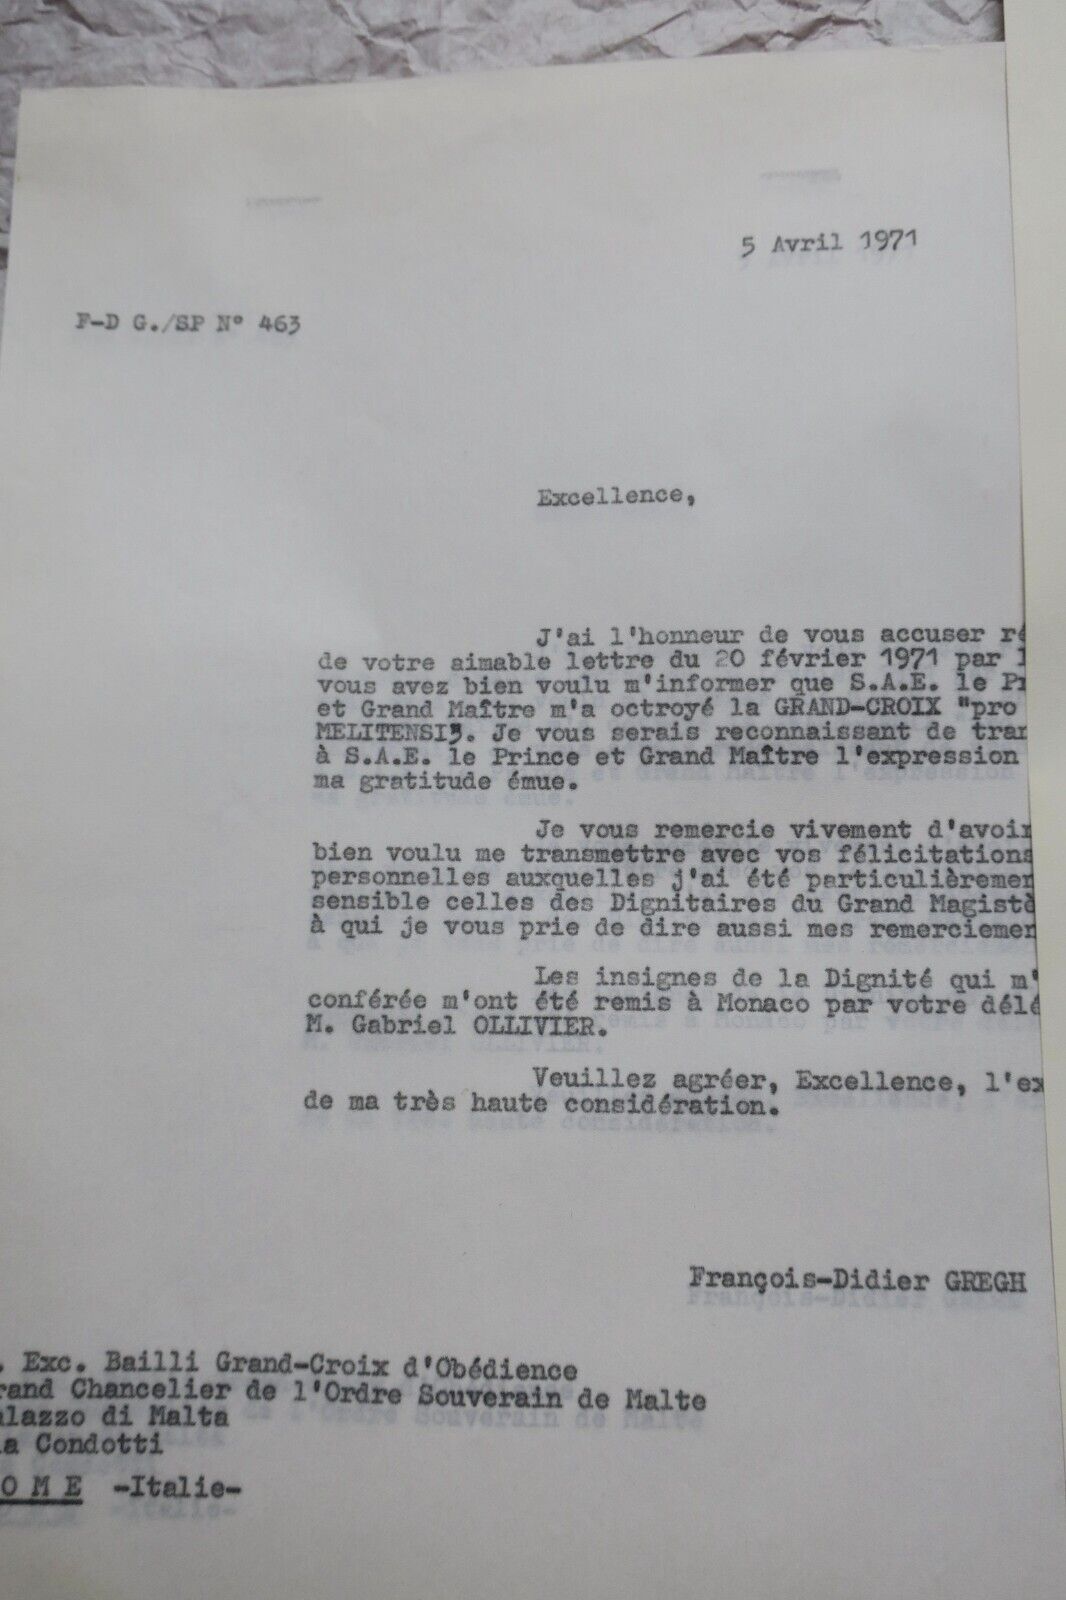 5 Avril 1971
F-D G./SP N° 463
Excellence,
J'ai l'honneur de vous accuser ré
de votre aimable lettre du 20 février 1971 par l
vous avez bien voulu m'informer que S.A.E. le Pr
et Grand Maître m'a octroyé la GRAND-CROIX "pro
MELITENSI". Je vous serais reconnaissant de tran
à S.A.E. le Prince et Grand Maître l'expression
ma gratitude émue.
Je vous remercie vivement d'avoir
bien voulu me transmettre avec vos félicitations
personnelles auxquelles j'ai été particulièremen
sensible celles des Dignitaires du Grand Magistè
à qui je vous prie de dire aussi mes remerciemen
Les insignes de la Dignité qui m'
conférée m'ont été remis à Monaco par votre délé
M. Gabriel OLLIVIER.
Veuillez agréer, Excellence, l'ex
de ma très haute considération.
François-Didier GREGH
. Exc. Bailli Grand-Croix d'Obédience
rand Chancelier de l'Ordre Souverain de Malte
alazzo di Malta
ia Condotti
O M E -Italie-